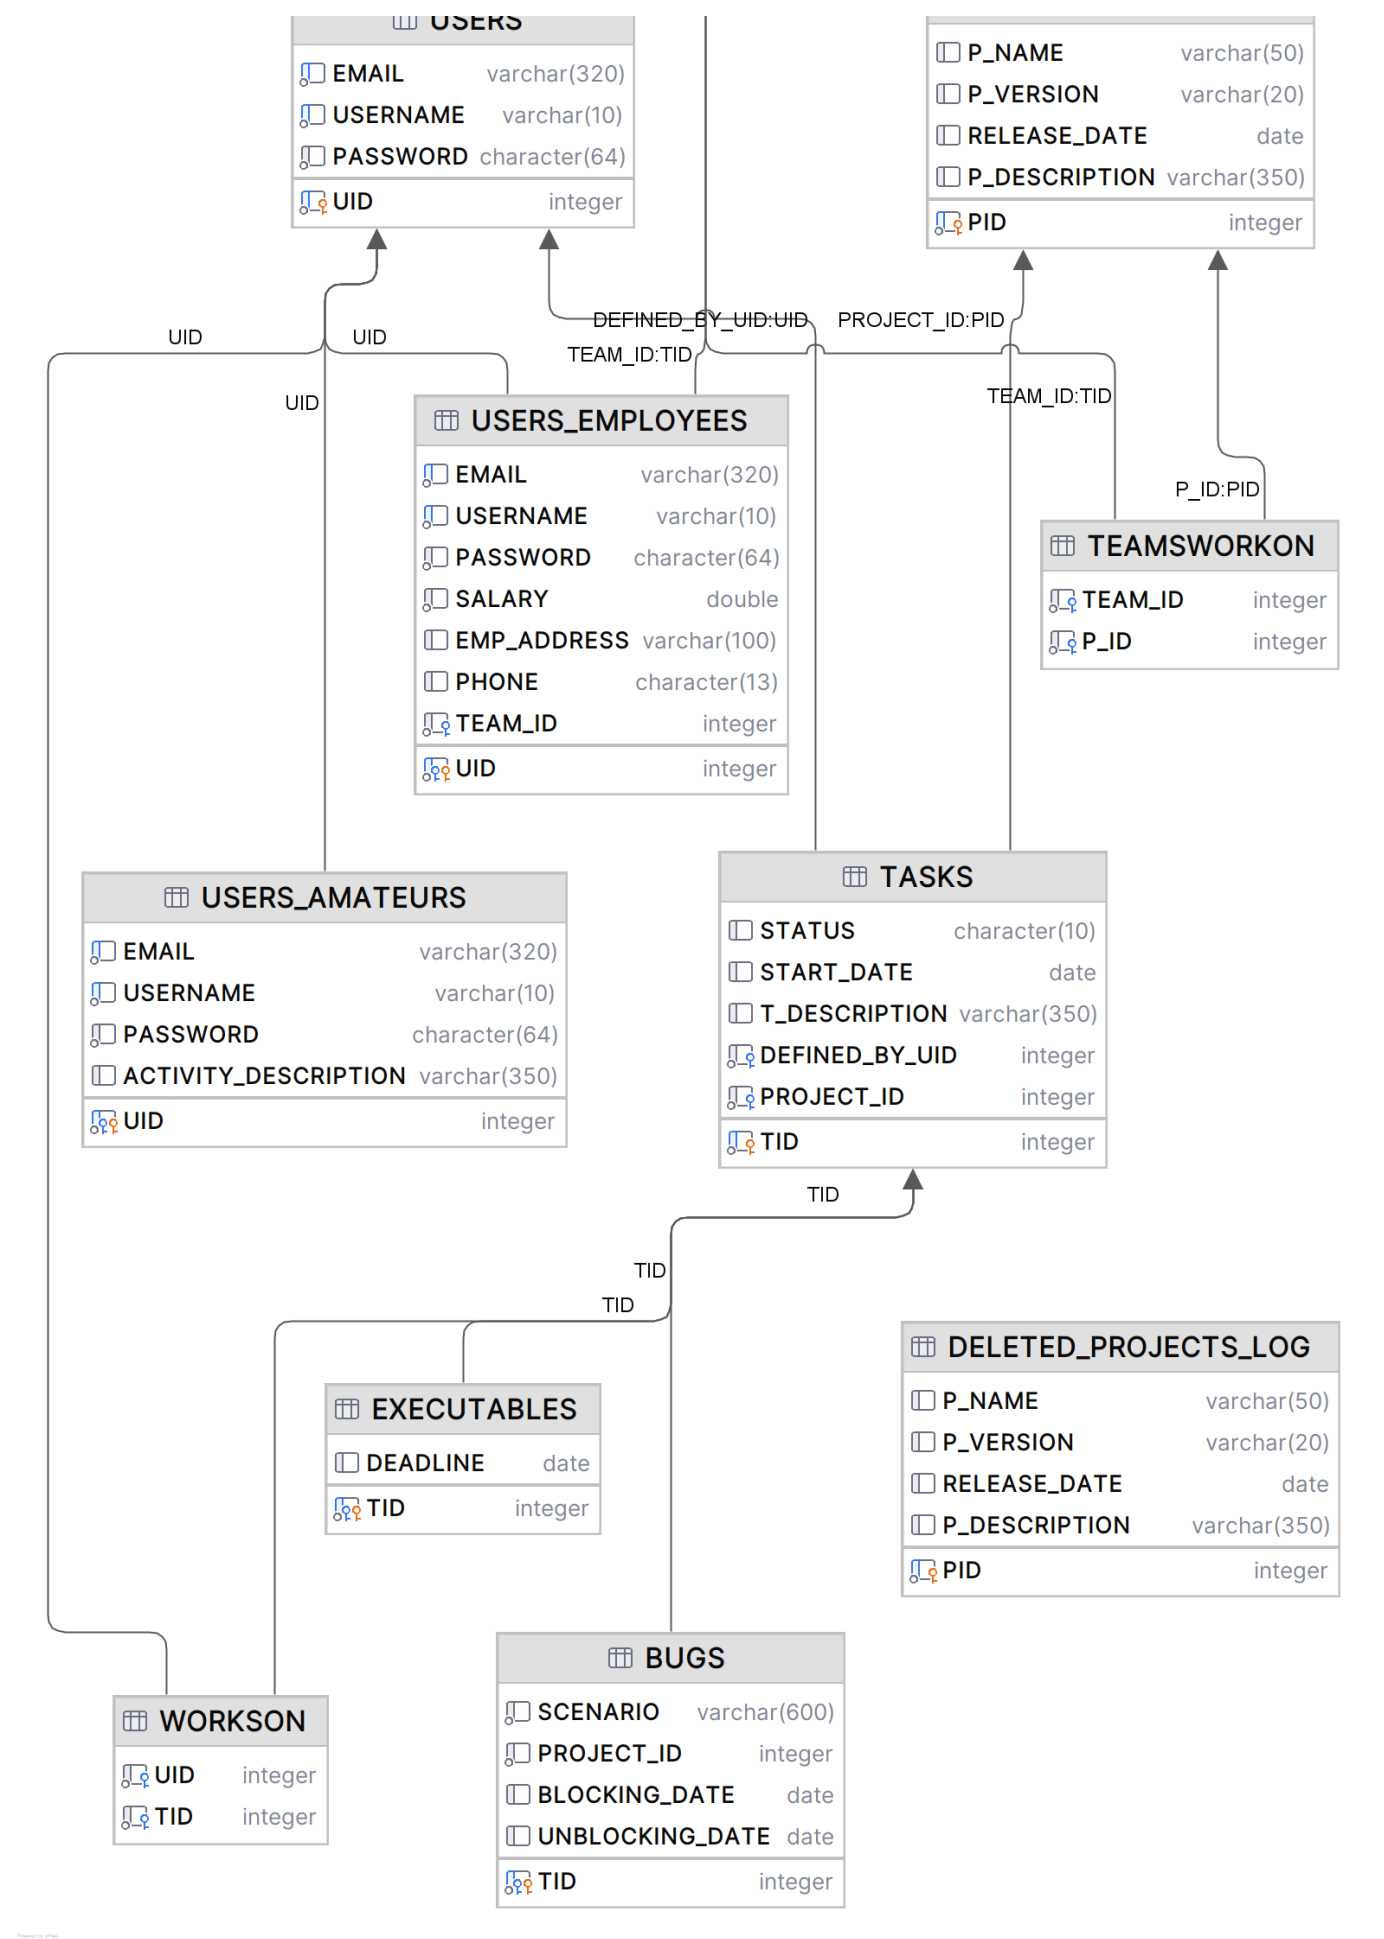 USERS
EMAIL varchar(320)
USERNAME varchar(10)
PASSWORD character(64)
UID integer
P_NAME varchar(50)
P_VERSION varchar(20)
RELEASE_DATE date
P_DESCRIPTION varchar(350)
PID integer
DEFINED_BY_UID:UID
PROJECT_ID:PID
UID
UID
TEAM_ID:TID
UID
TEAM_ID:TID
P_ID:PID
USERS_EMPLOYEES
EMAIL varchar(320)
USERNAME varchar(10)
PASSWORD character(64)
SALARY double
EMP_ADDRESS varchar(100)
PHONE character(13)
TEAM_ID integer
UID integer
TEAMSWORKON
TEAM_ID integer
P_ID integer
USERS_AMATEURS
EMAIL varchar(320)
USERNAME varchar(10)
PASSWORD character(64)
ACTIVITY_DESCRIPTION varchar(350)
UID integer
TASKS
STATUS character(10)
START_DATE date
T_DESCRIPTION varchar(350)
DEFINED_BY_UID integer
PROJECT_ID integer
TID integer
TID
TID
TID
EXECUTABLES
DEADLINE date
TID integer
DELETED_PROJECTS_LOG
P_NAME varchar(50)
P_VERSION varchar(20)
RELEASE_DATE date
P_DESCRIPTION varchar(350)
PID integer
BUGS
SCENARIO varchar(600)
PROJECT_ID integer
BLOCKING_DATE date
UNBLOCKING_DATE date
TID integer
WORKSON
UID integer
TID integer
Powered by yFiles